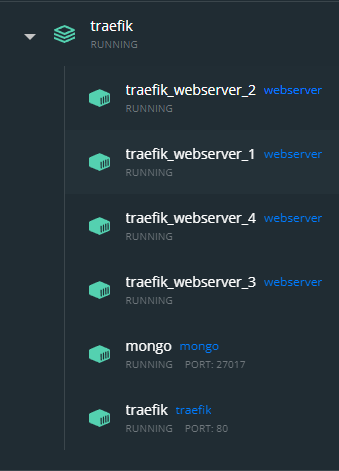 traefik
RUNNING
traefik_webserver_2 webserver
RUNNING
traefik_webserver_1 webserver
RUNNING
traefik_webserver_4 webserver
RUNNING
traefik_webserver_3 webserver
RUNNING
mongo mongo
RUNNING PORT: 27017
traefik traefik
RUNNING PORT: 80